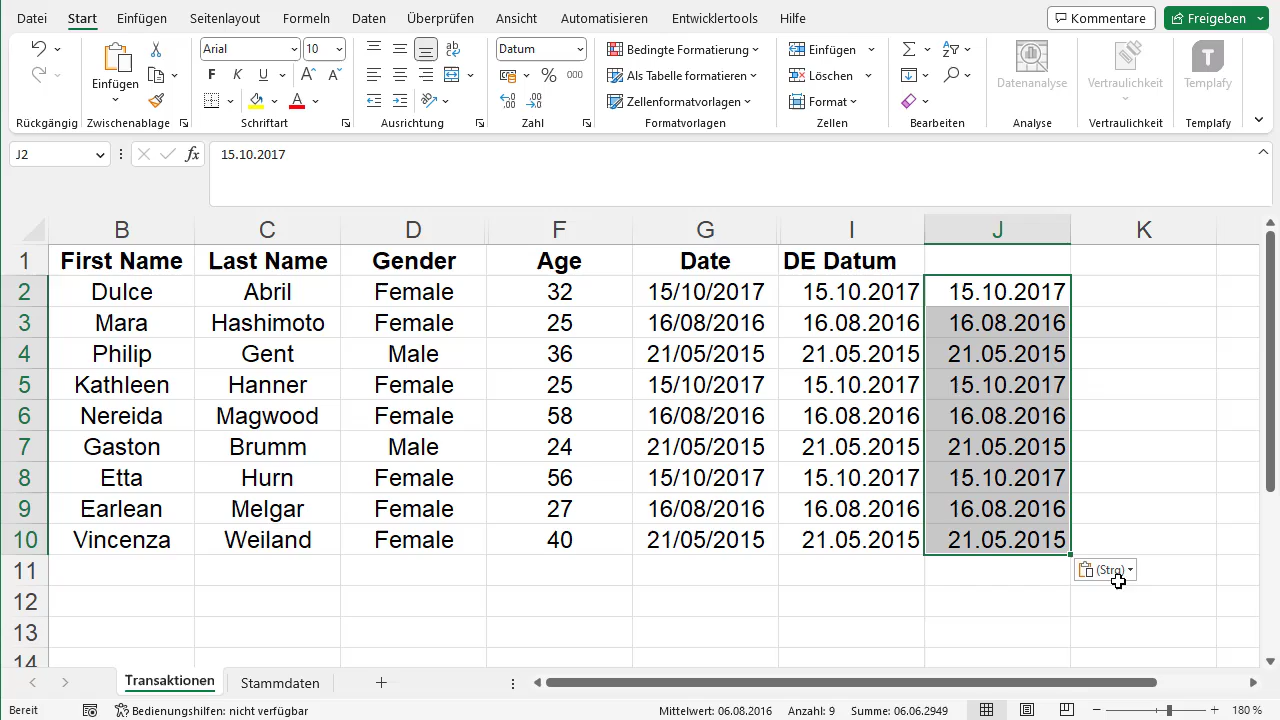 Datei Start Einfügen Seitenlayout Formeln Daten Überprüfen Ansicht Automatisieren Entwicklertools Hilfe Kommentare Freigeben
Einfügen
Arial 10
F K U
Datum
% 000
Bedingte Formatierung
Als Tabelle formatieren
Zellenformatvorlagen
Einfügen
Löschen
Format
Datenanalyse Vertraulichkeit Templafy
Rückgängig Zwischenablage Schriftart Ausrichtung Zahl Formatvorlagen Zellen Bearbeiten Analyse Vertraulichkeit Templafy
J2 fx 15.10.2017
B C D F G I J K
1 First Name Last Name Gender Age Date DE Datum
2 Dulce Abril Female 32 15/10/2017 15.10.2017 15.10.2017
3 Mara Hashimoto Female 25 16/08/2016 16.08.2016 16.08.2016
4 Philip Gent Male 36 21/05/2015 21.05.2015 21.05.2015
5 Kathleen Hanner Female 25 15/10/2017 15.10.2017 15.10.2017
6 Nereida Magwood Female 58 16/08/2016 16.08.2016 16.08.2016
7 Gaston Brumm Male 24 21/05/2015 21.05.2015 21.05.2015
8 Etta Hurn Female 56 15/10/2017 15.10.2017 15.10.2017
9 Earlean Melgar Female 27 16/08/2016 16.08.2016 16.08.2016
10 Vincenza Weiland Female 40 21/05/2015 21.05.2015 21.05.2015
11 (Strg)
12
13
14
Transaktionen Stammdaten
Bereit Bedienungshilfen: nicht verfügbar Mittelwert: 06.08.2016 Anzahl: 9 Summe: 06.06.2949 180 %